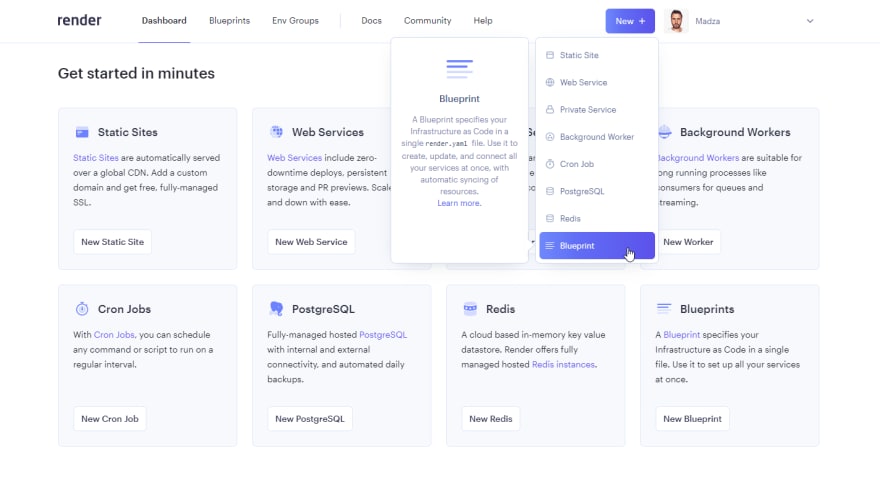 render
Dashboard
Blueprints
Env Groups
Docs
Community
Help
New +
Madza
Get started in minutes
Static Sites
Static Sites are automatically served
over a global CDN. Add a custom
domain and get free, fully-managed
SSL.
New Static Site
Web Services
Web Services include zero-
downtime deploys, persistent
storage and PR previews. Scale
and down with ease.
New Web Service
Blueprint
A Blueprint specifies your
Infrastructure as Code in a
single render.yaml file. Use it to
create, update, and connect all
your services at once, with
automatic syncing of
resources.
Learn more.
Static Site
Web Service
Private Service
Background Worker
Cron Job
PostgreSQL
Redis
Blueprint
Background Workers
Background Workers are suitable for
long running processes like
consumers for queues and
streaming.
New Worker
Cron Jobs
With Cron Jobs, you can schedule
any command or script to run on a
regular interval.
New Cron Job
PostgreSQL
Fully-managed hosted PostgreSQL
with internal and external
connectivity, and automated daily
backups.
New PostgreSQL
Redis
A cloud based in-memory key value
datastore. Render offers fully
managed hosted Redis instances.
New Redis
Blueprints
A Blueprint specifies your
Infrastructure as Code in a single
file. Use it to set up all your services
at once.
New Blueprint